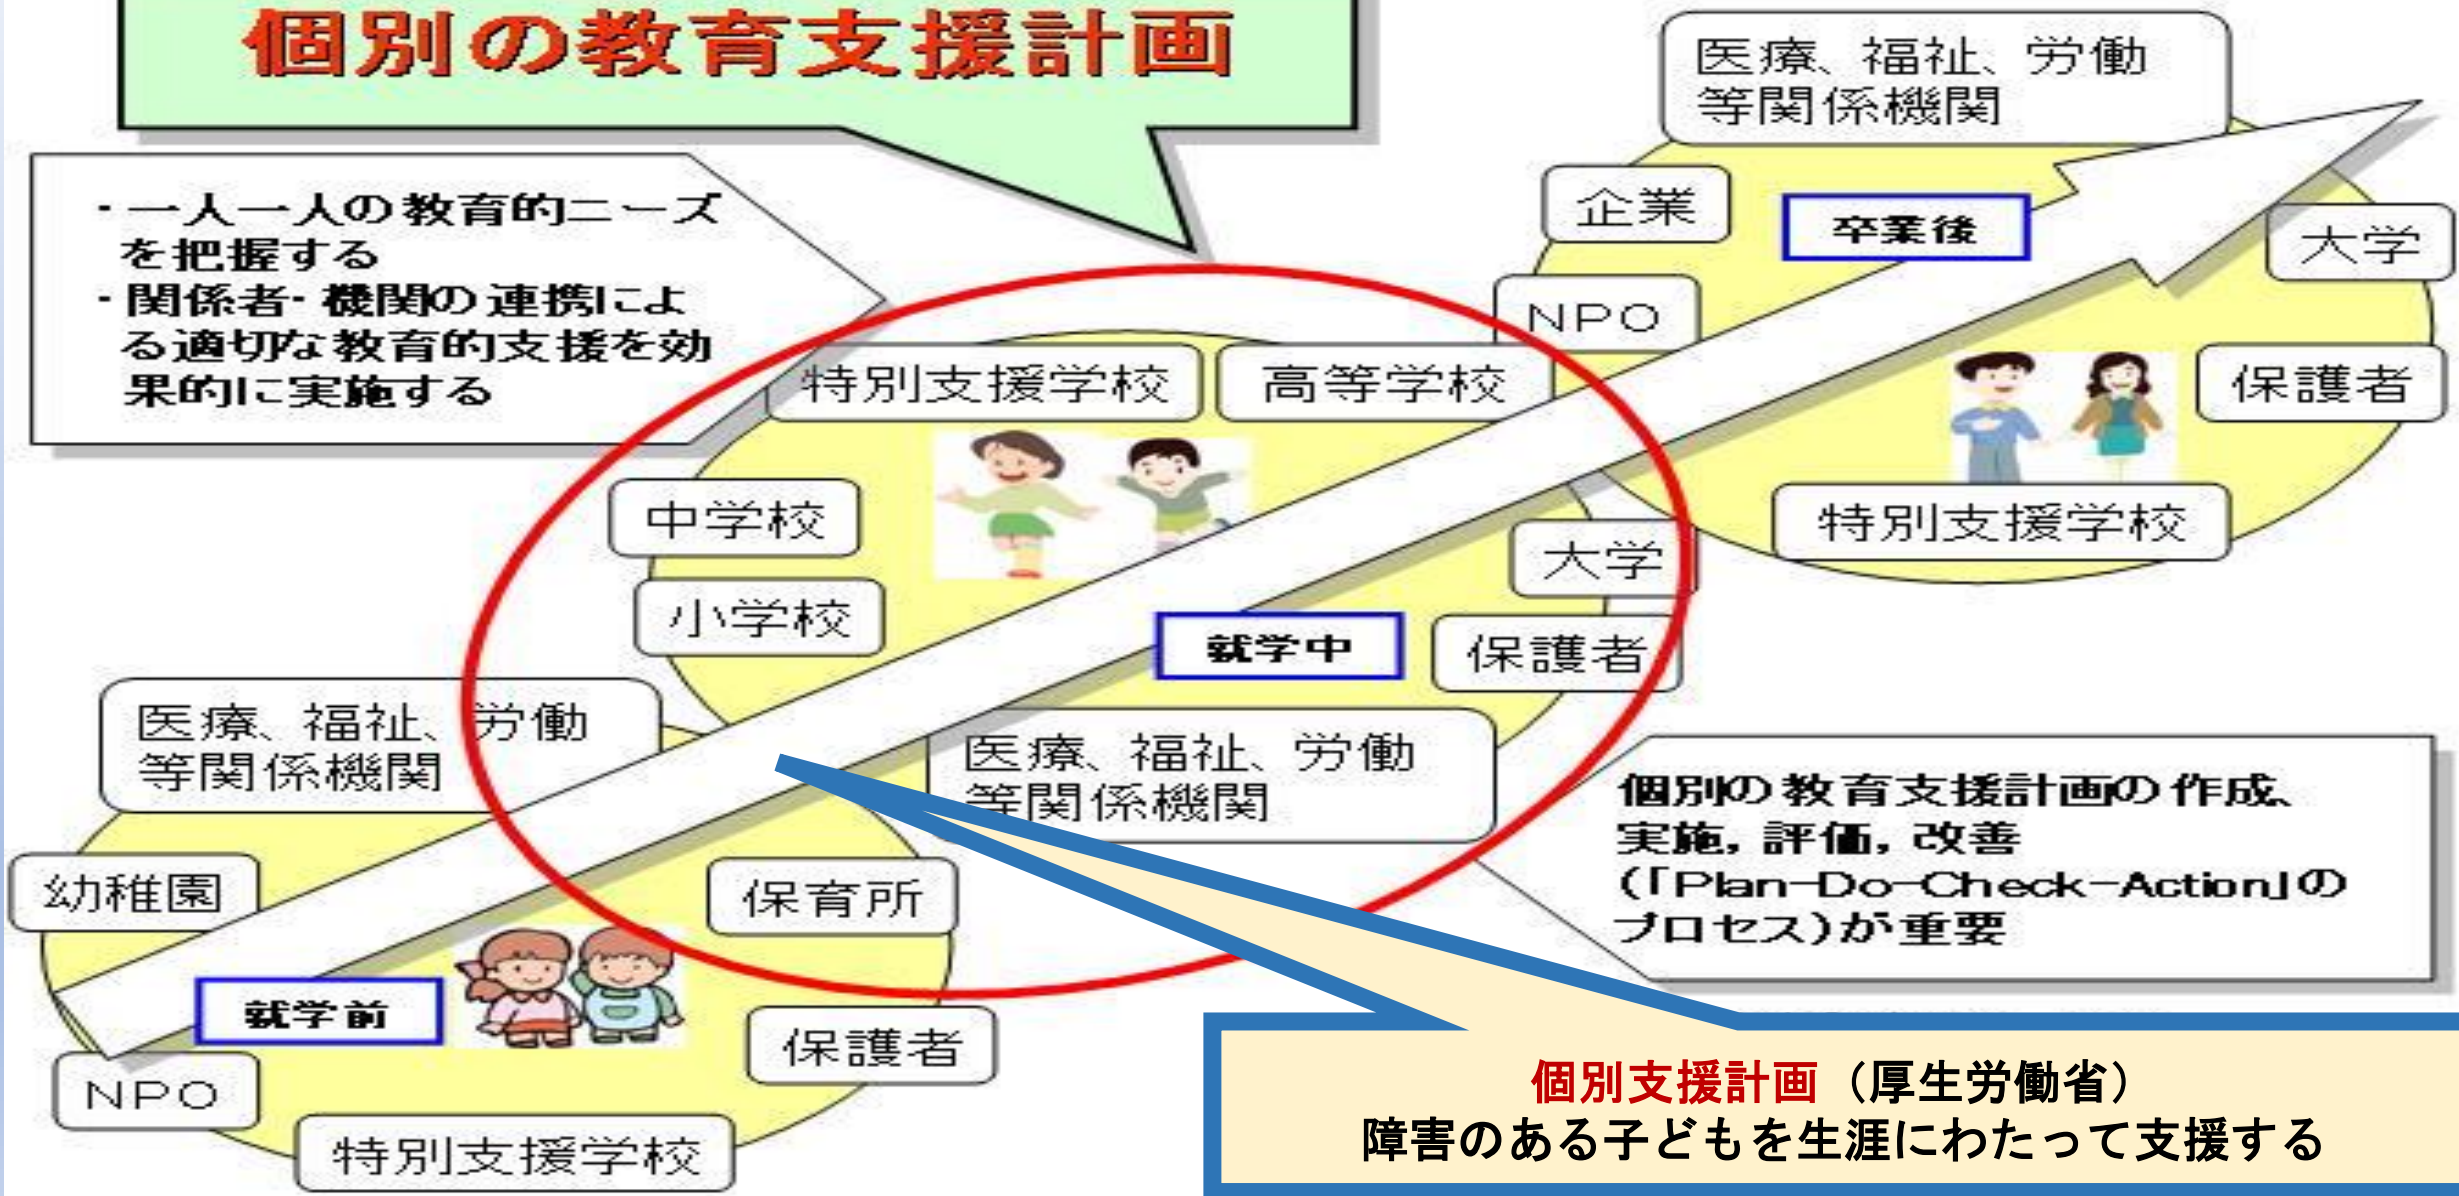 個別の教育支援計画
・一人一人の教育的ニーズ
を把握する
・関係者・機関の連携によ
る適切な教育的支援を効
果的に実施する
医療、福祉、労働
等関係機関
企業
卒業後
大学
NPO
保護者
特別支援学校
特別支援学校
高等学校
中学校
小学校
大学
就学中
保護者
医療、福祉、労働
等関係機関
医療、福祉、労働
等関係機関
幼稚園
保育所
就学前
保護者
NPO
特別支援学校
個別の教育支援計画の作成、
実施，評価，改善
（「Plan-Do-Check-Action」の
プロセス）が重要
個別支援計画（厚生労働省）
障害のある子どもを生涯にわたって支援する